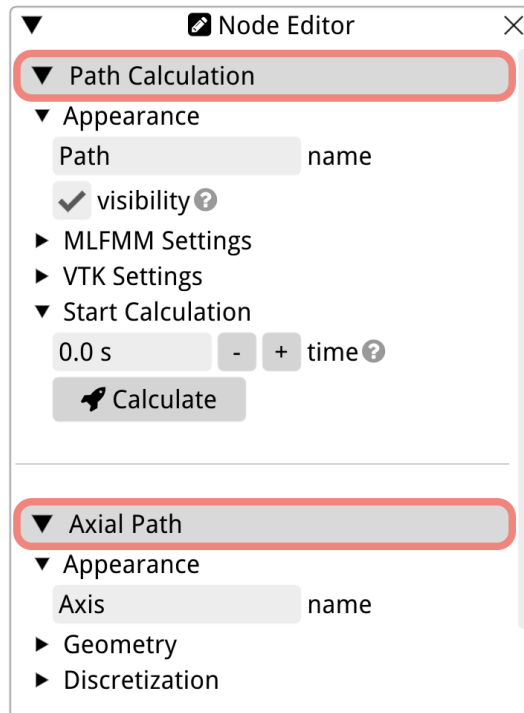 Node Editor
Path Calculation
Appearance
Path name
visibility ?
MLFMM Settings
VTK Settings
Start Calculation
0.0 s - + time ?
Calculate
Axial Path
Appearance
Axis name
Geometry
Discretization